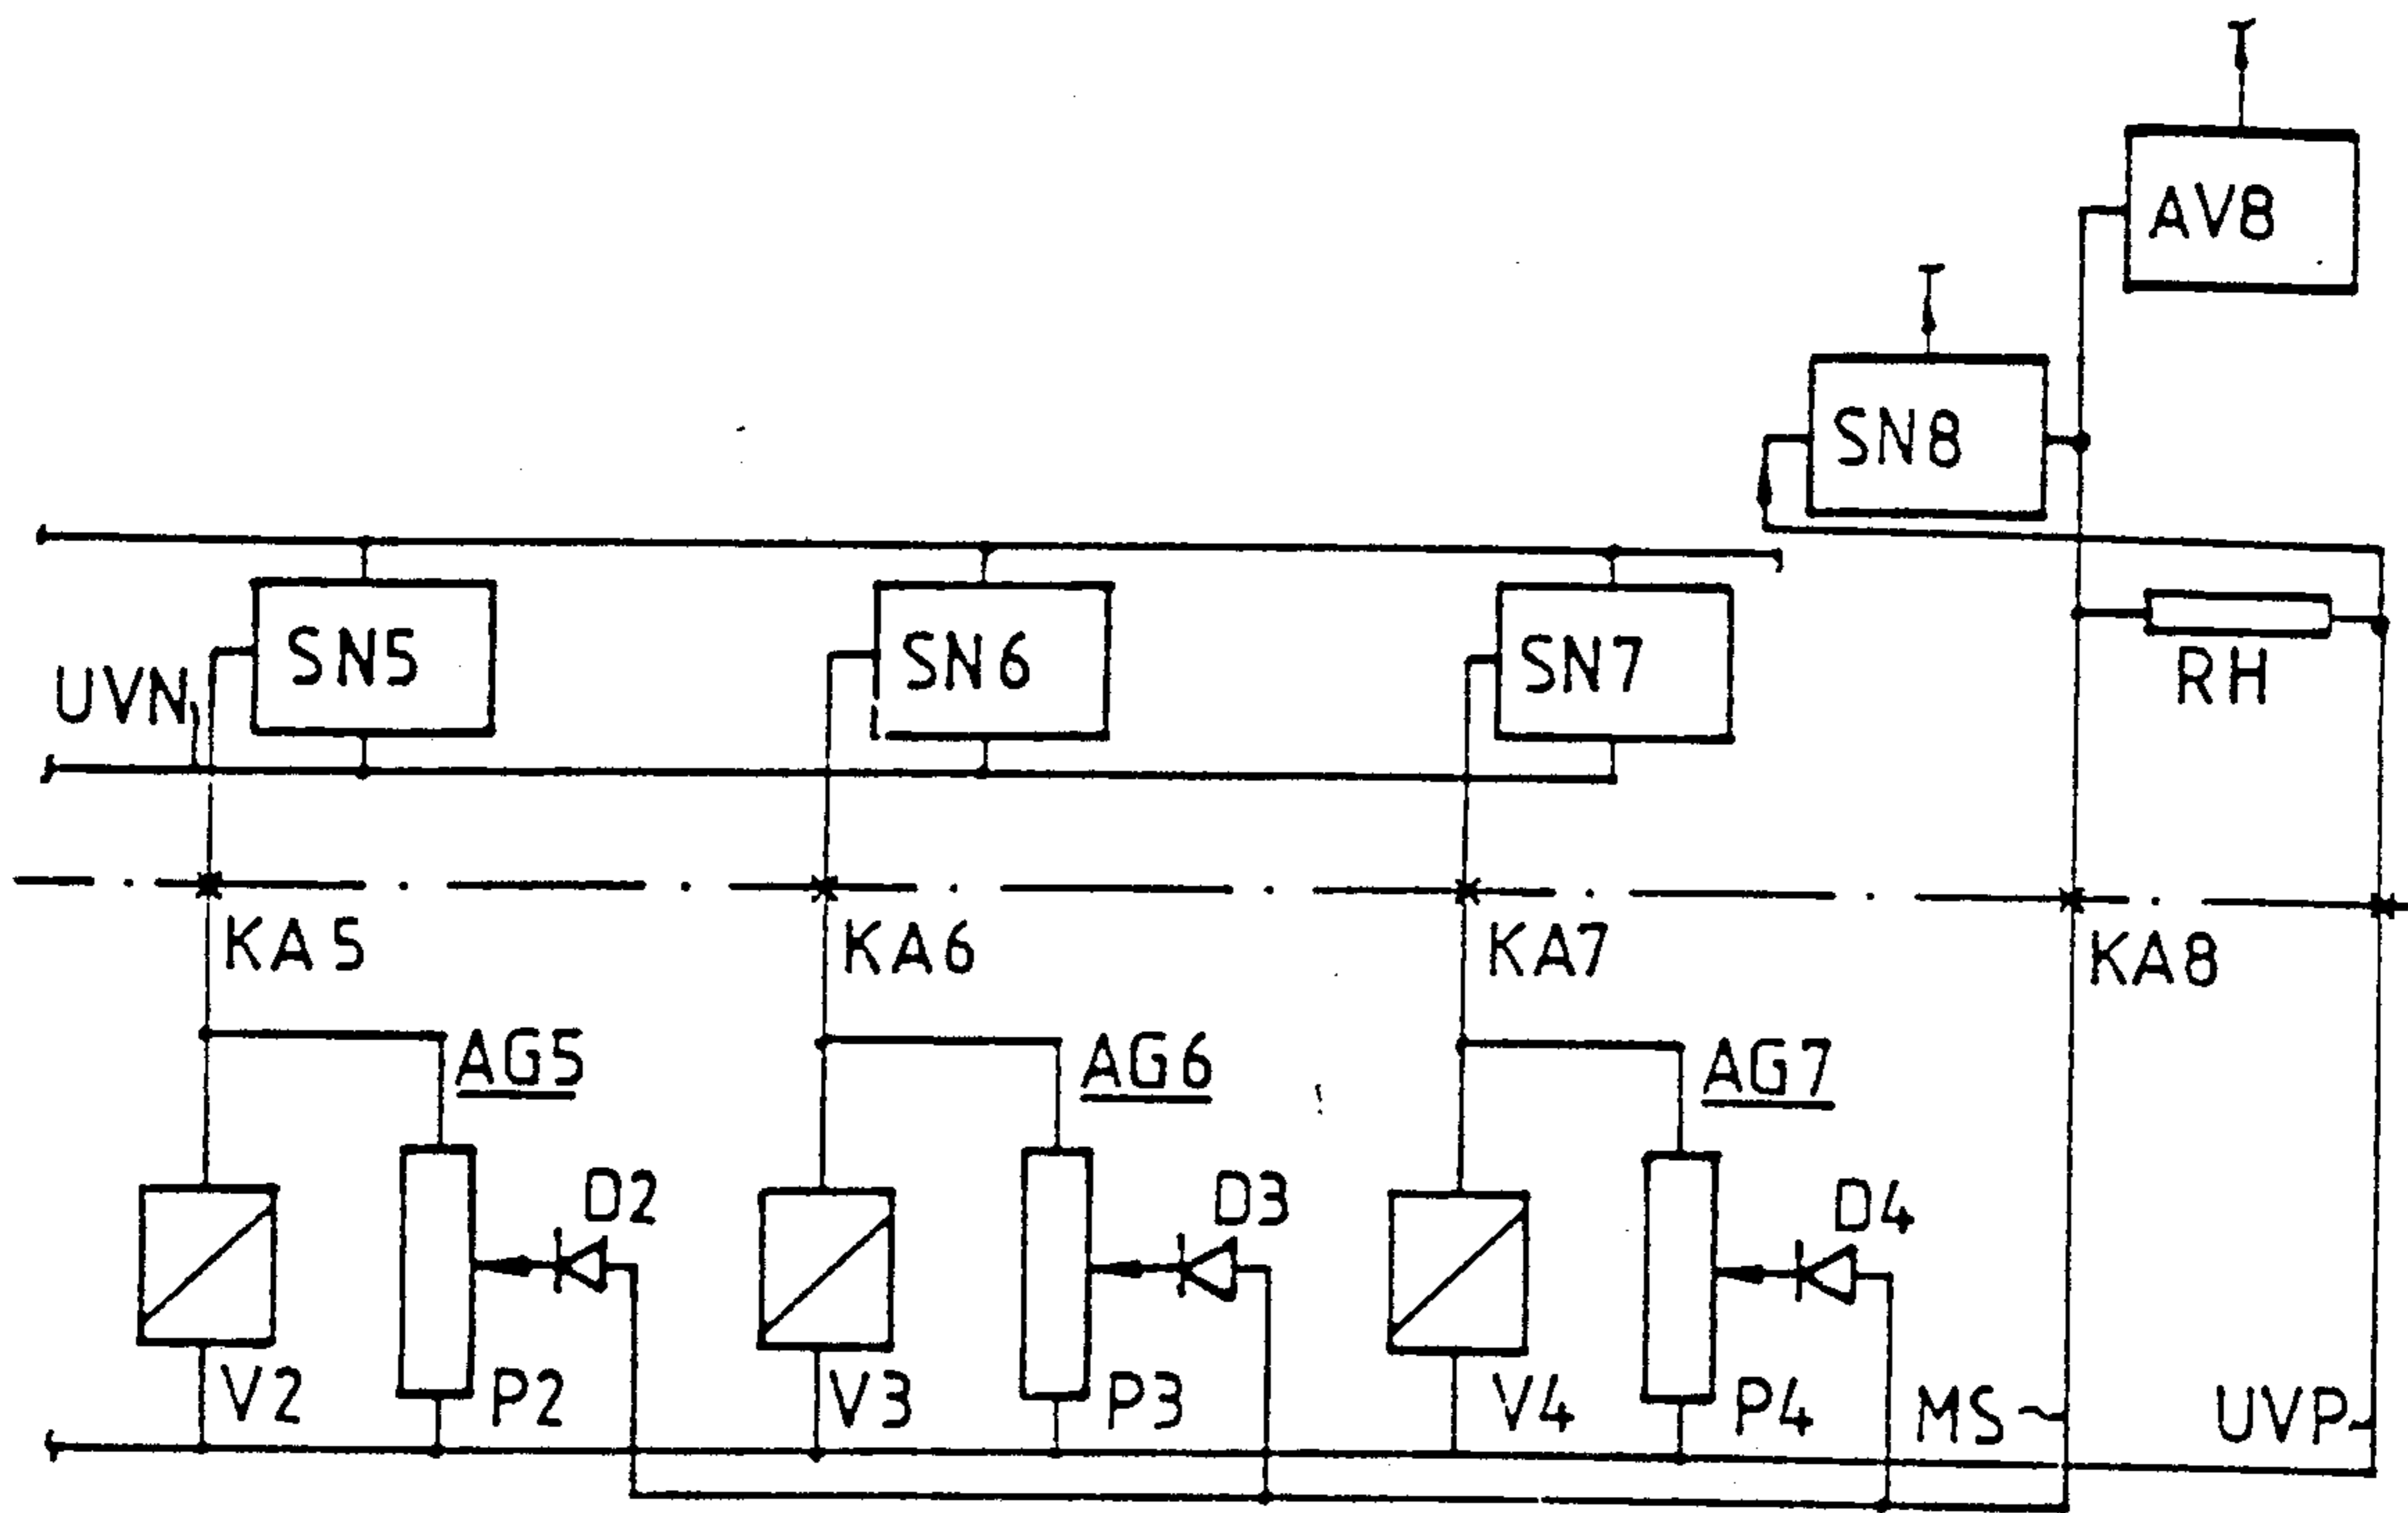 AV8
SN8
SN5
SN6
SN7
UVN
RH
KA5
KA6
KA7
KA8
AG5
AG6
AG7
D2
D3
D4
V2
P2
V3
P3
V4
P4
MS
UVP